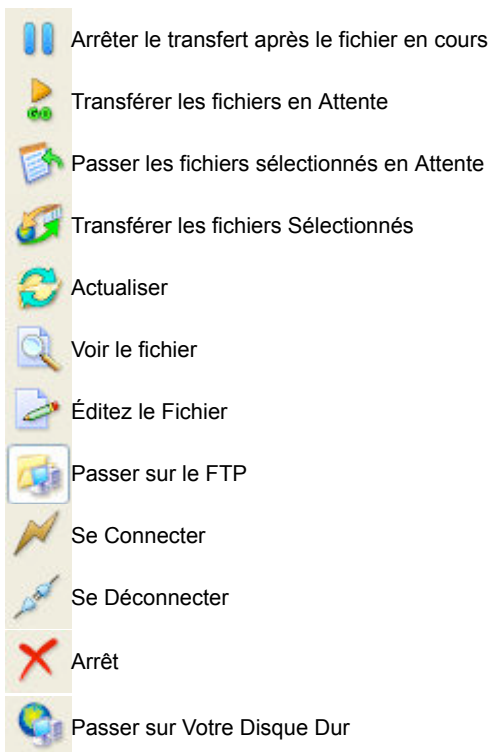 Arrêter le transfert après le fichier en cours
GO
Transférer les fichiers en Attente
Passer les fichiers sélectionnés en Attente
Transférer les fichiers Sélectionnés
Actualiser
Voir le fichier
Éditez le Fichier
Passer sur le FTP
Se Connecter
Se Déconnecter
Arrêt
Passer sur Votre Disque Dur